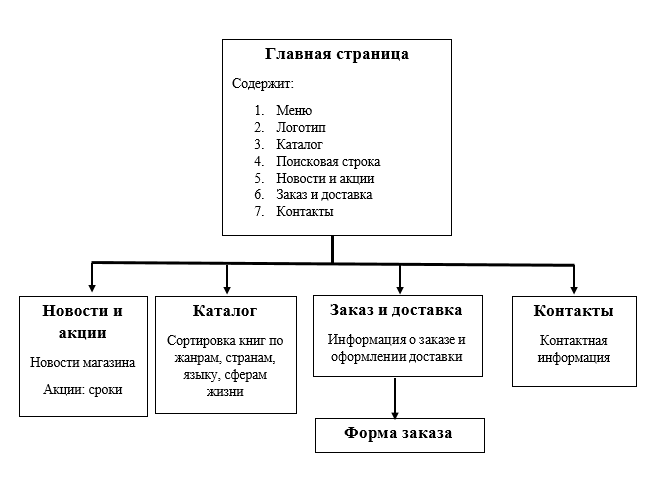 Главная страница
Содержит:
1. Меню
2. Логотип
3. Каталог
4. Поисковая строка
5. Новости и акции
6. Заказ и доставка
7. Контакты
Новости и
акции
Новости магазина
Акции: сроки
Каталог
Сортировка книг по
жанрам, странам,
языку, сферам
жизни
Заказ и доставка
Информация о заказе и
оформлении доставки
Форма заказа
Контакты
Контактная
информация